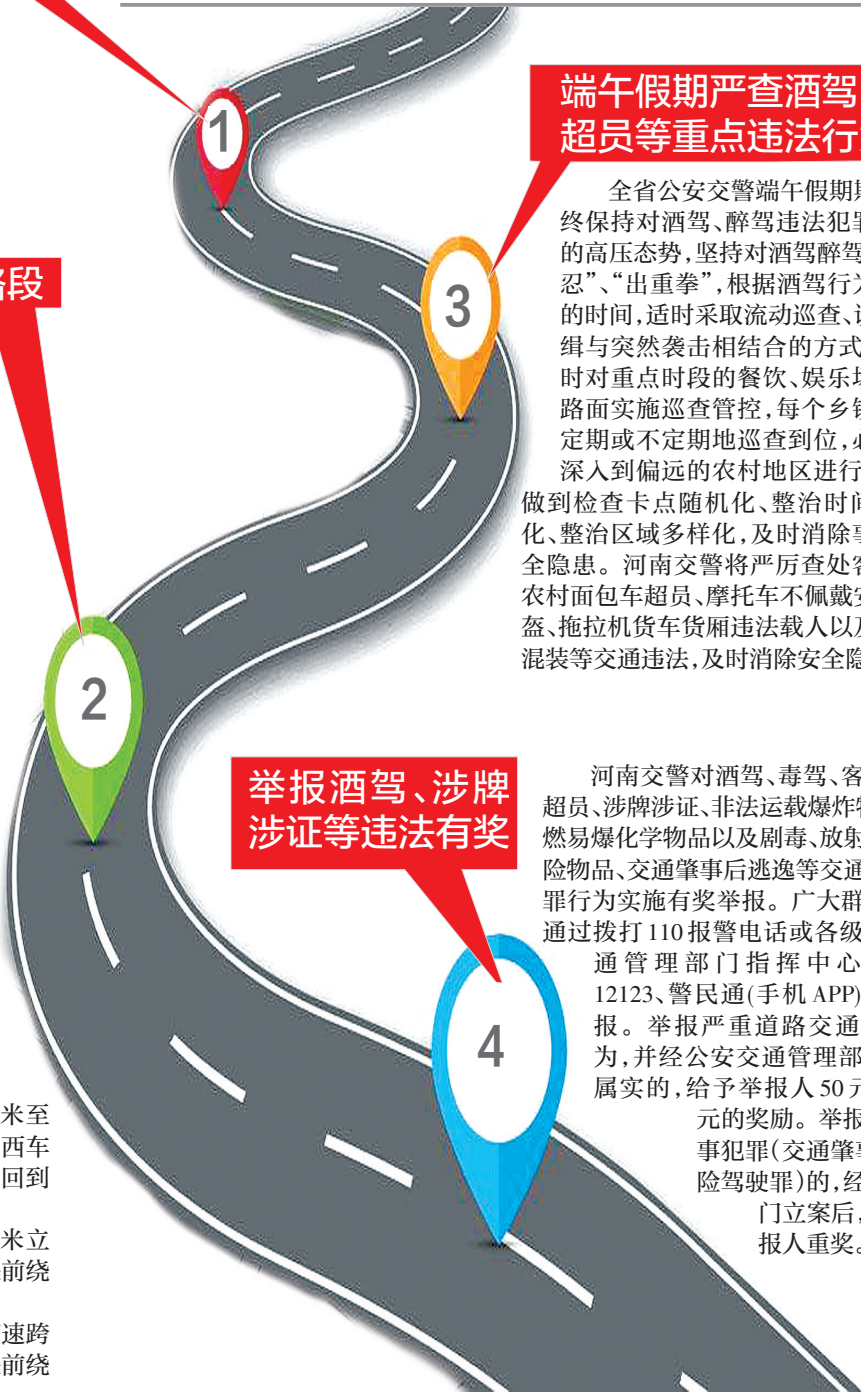 1
端午假期严查酒驾
超员等重点违法行
全省公安交警端午假期
终保持对酒驾、醉驾违法犯罪
的高压态势，坚持对酒驾醉驾
忍”、“出重拳”，根据酒驾行为
的时间，适时采取流动巡查、
缉与突然袭击相结合的方式
时对重点时段的餐饮、娱乐场
路面实施巡查管控，每个乡镇
定期或不定期地巡查到位，必
深入到偏远的农村地区进行
做到检查卡点随机化、整治时间
化、整治区域多样化，及时消除事
全隐患。河南交警将严厉查处客
农村面包车超员、摩托车不佩戴安
盔、拖拉机货车货厢违法载人以及
混装等交通违法，及时消除安全隐
3
路段
2
举报酒驾、涉牌
涉证等违法有奖
河南交警对酒驾、毒驾、客
超员、涉牌涉证、非法运载爆炸物
燃易爆化学物品以及剧毒、放射
险物品、交通肇事后逃逸等交通
罪行为实施有奖举报。广大群
通过拨打110报警电话或各级
通管理部门指挥中心
12123、警民通(手机APP)
报。举报严重道路交通
为，并经公安交通管理部
属实的，给予举报人50元
元的奖励。举报
事犯罪(交通肇事
险驾驶罪)的，经
门立案后，
报人重奖。
4
米至
西车
回到
米立
前绕
速跨
前绕